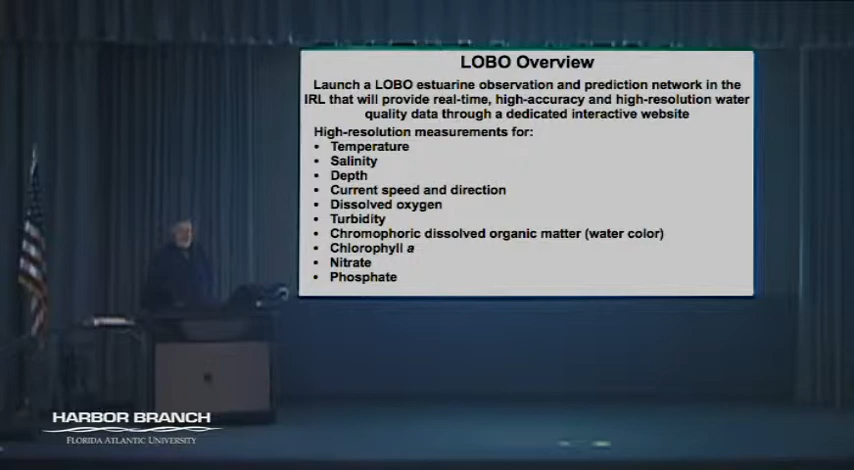 LOBO Overview
Launch a LOBO estuarine observation and prediction network in the
IRL that will provide real-time, high-accuracy and high-resolution water
quality data through a dedicated interactive website
High-resolution measurements for:
• Temperature
• Salinity
• Depth
• Current speed and direction
• Dissolved oxygen
• Turbidity
• Chromophoric dissolved organic matter (water color)
• Chlorophyll a
• Nitrate
• Phosphate
HARBOR BRANCH
FLORIDA ATLANTIC UNIVERSITY